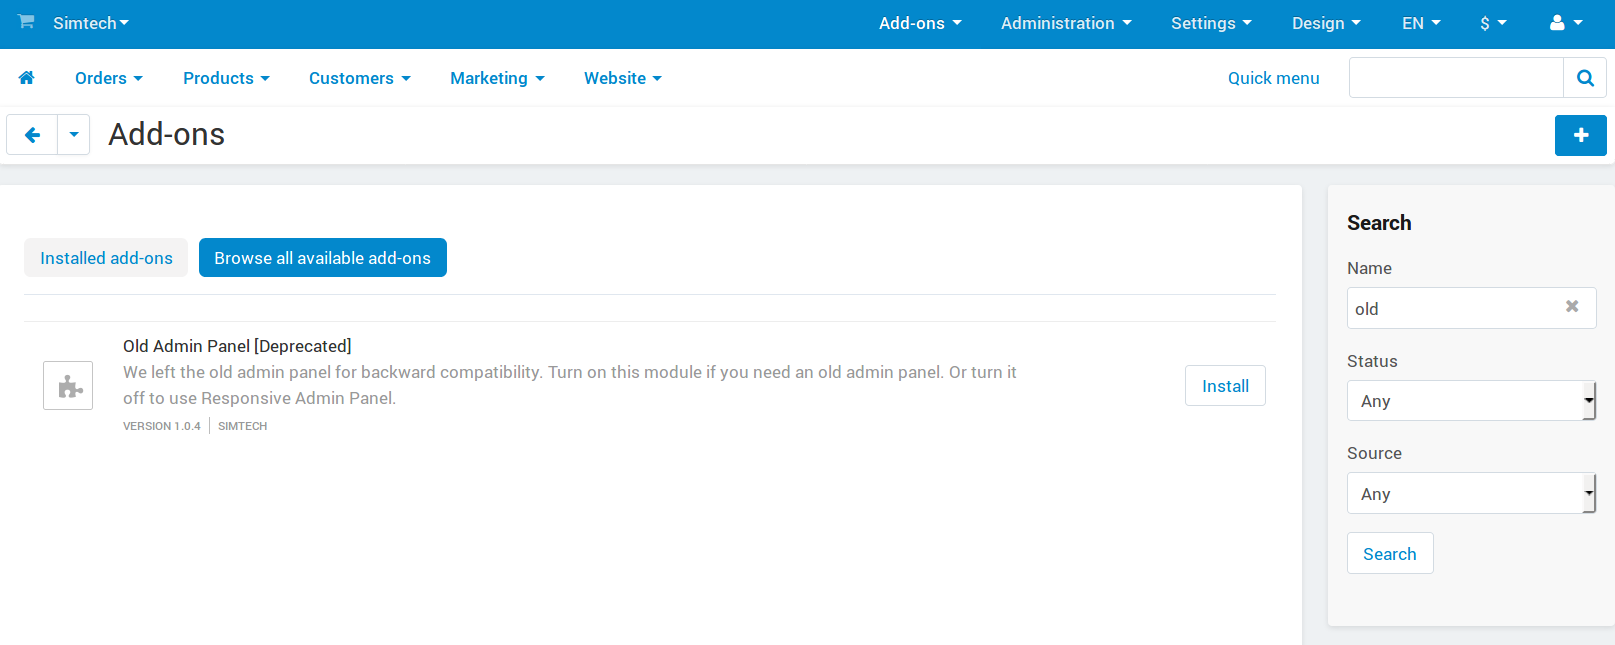 Simtech
Add-ons
Administration
Settings
Design
EN
$
Orders
Products
Customers
Marketing
Website
Quick menu
Add-ons
Installed add-ons
Browse all available add-ons
Old Admin Panel [Deprecated]
We left the old admin panel for backward compatibility. Turn on this module if you need an old admin panel. Or turn it
off to use Responsive Admin Panel.
VERSION 1.0.4
SIMTECH
Install
Search
Name
old
Status
Any
Source
Any
Search